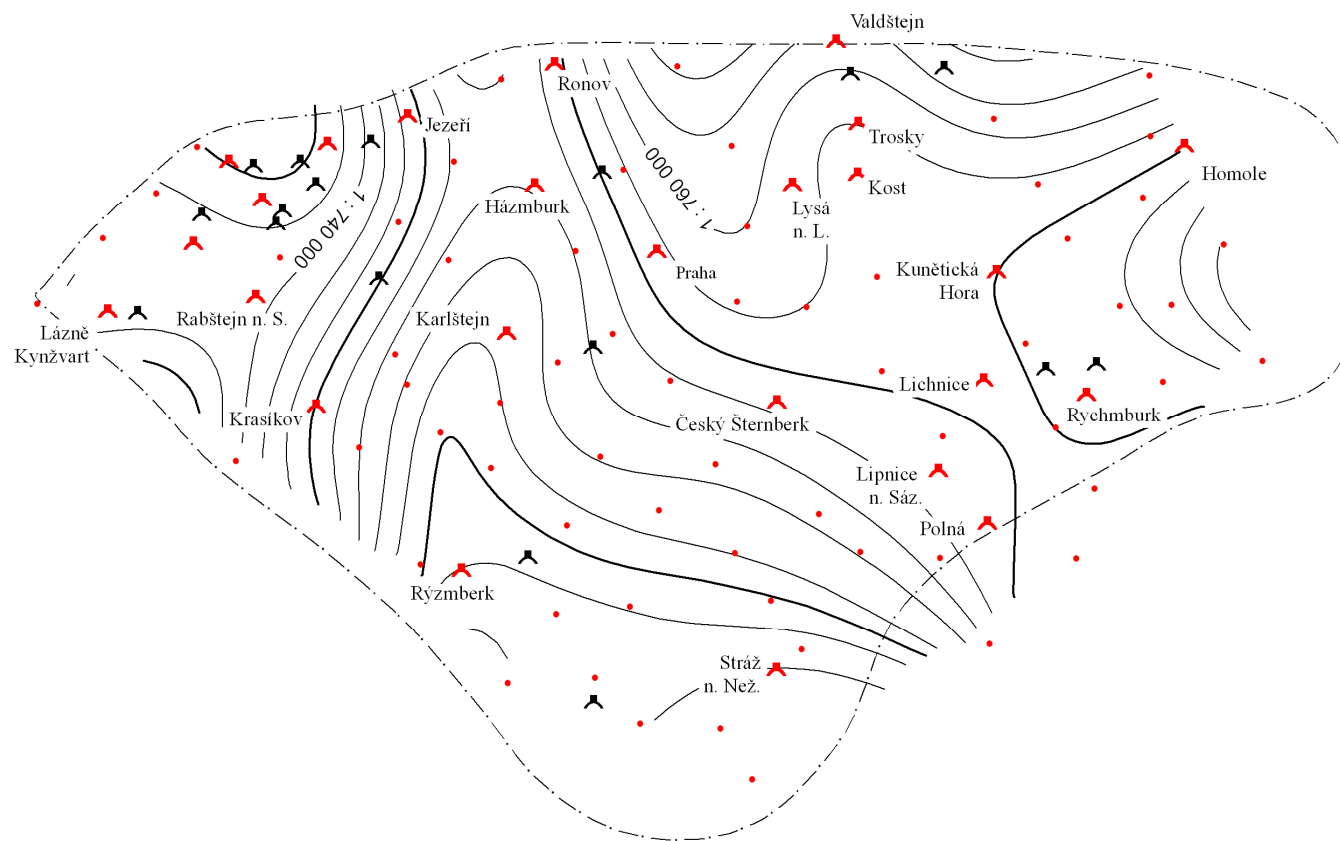 Valdštejn
Ronov
Jezeří
Trosky
Kost
Homole
Házmburk
Lysá
n. L.
1 : 740 000
1 : 760 000
Praha
Kunětická
Hora
Rabštejn n. S.
Karlštejn
Lázně
Kynžvart
Lichnice
Krasíkov
Český Šternberk
Rychmburk
Lipnice
n. Sáz.
Polná
Rýzmberk
Stráž
n. Než.